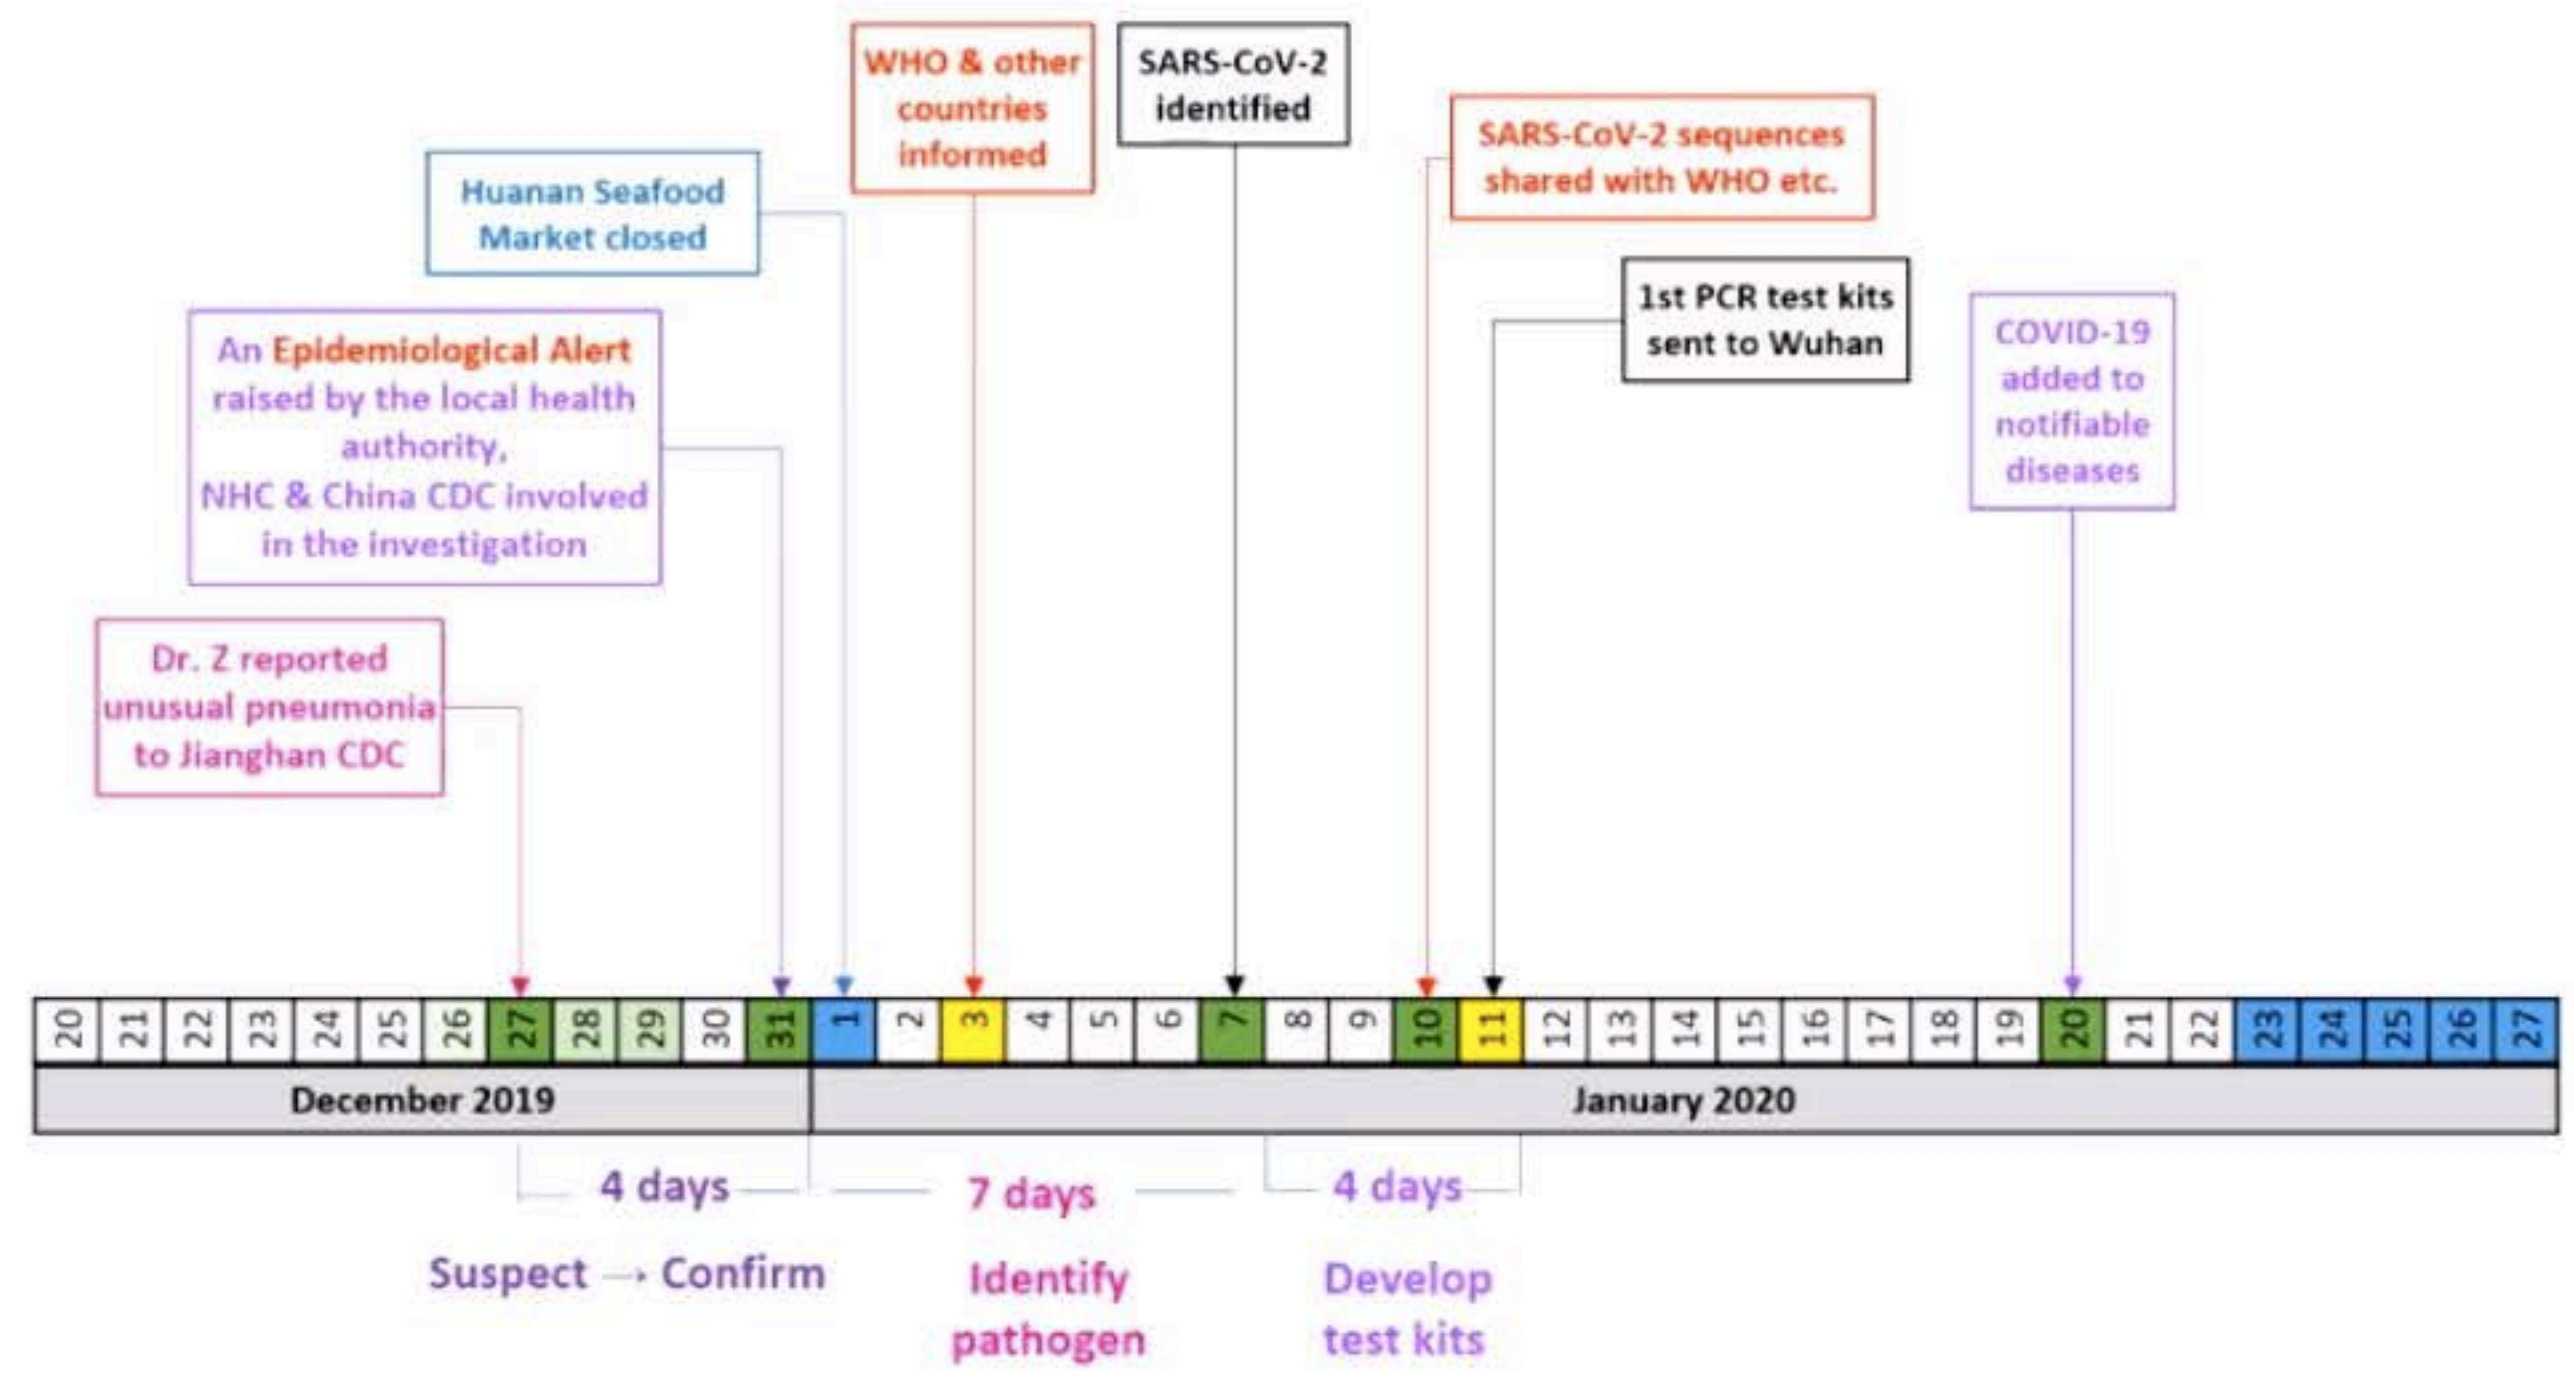 WHO & other
countries
informed
SARS-CoV-2
identified
SARS-CoV-2 sequences
shared with WHO etc.
Huanan Seafood
Market closed
1st PCR test kits
sent to Wuhan
COVID-19
added to
notifiable
diseases
An Epidemiological Alert
raised by the local health
authority,
NHC & China CDC involved
in the investigation
Dr. Z reported
unusual pneumonia
to Jianghan CDC
20 21 22 23 24 25 26 27 28 29 30 31 1 2 3 4 5 6 7 8 9 10 11 12 13 14 15 16 17 18 19 20 21 22 23 24 25 26 27
December 2019 January 2020
4 days 7 days 4 days
Suspect → Confirm
Identify
pathogen
Develop
test kits